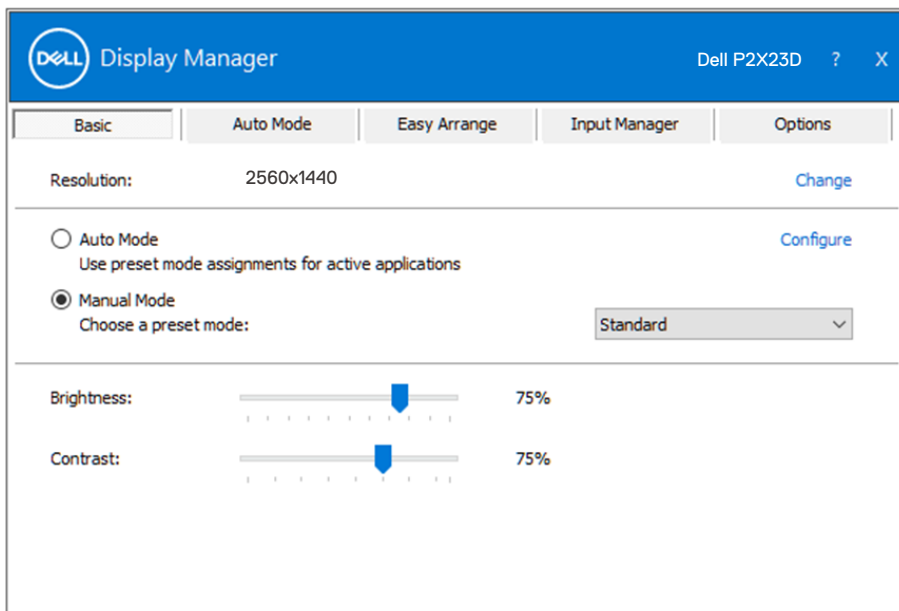 DELL Display Manager Dell P2X23D ? X
Basic Auto Mode Easy Arrange Input Manager Options
Resolution: 2560x1440 Change
Auto Mode Configure
Use preset mode assignments for active applications
Manual Mode
Choose a preset mode: Standard
Brightness: 75%
Contrast: 75%